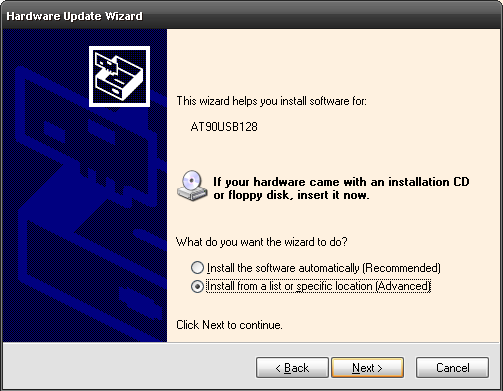 Hardware Update Wizard
This wizard helps you install software for:
AT90USB128
If your hardware came with an installation CD
or floppy disk, insert it now.
What do you want the wizard to do?
Install the software automatically (Recommended)
Install from a list or specific location (Advanced)
Click Next to continue.
< Back
Next >
Cancel